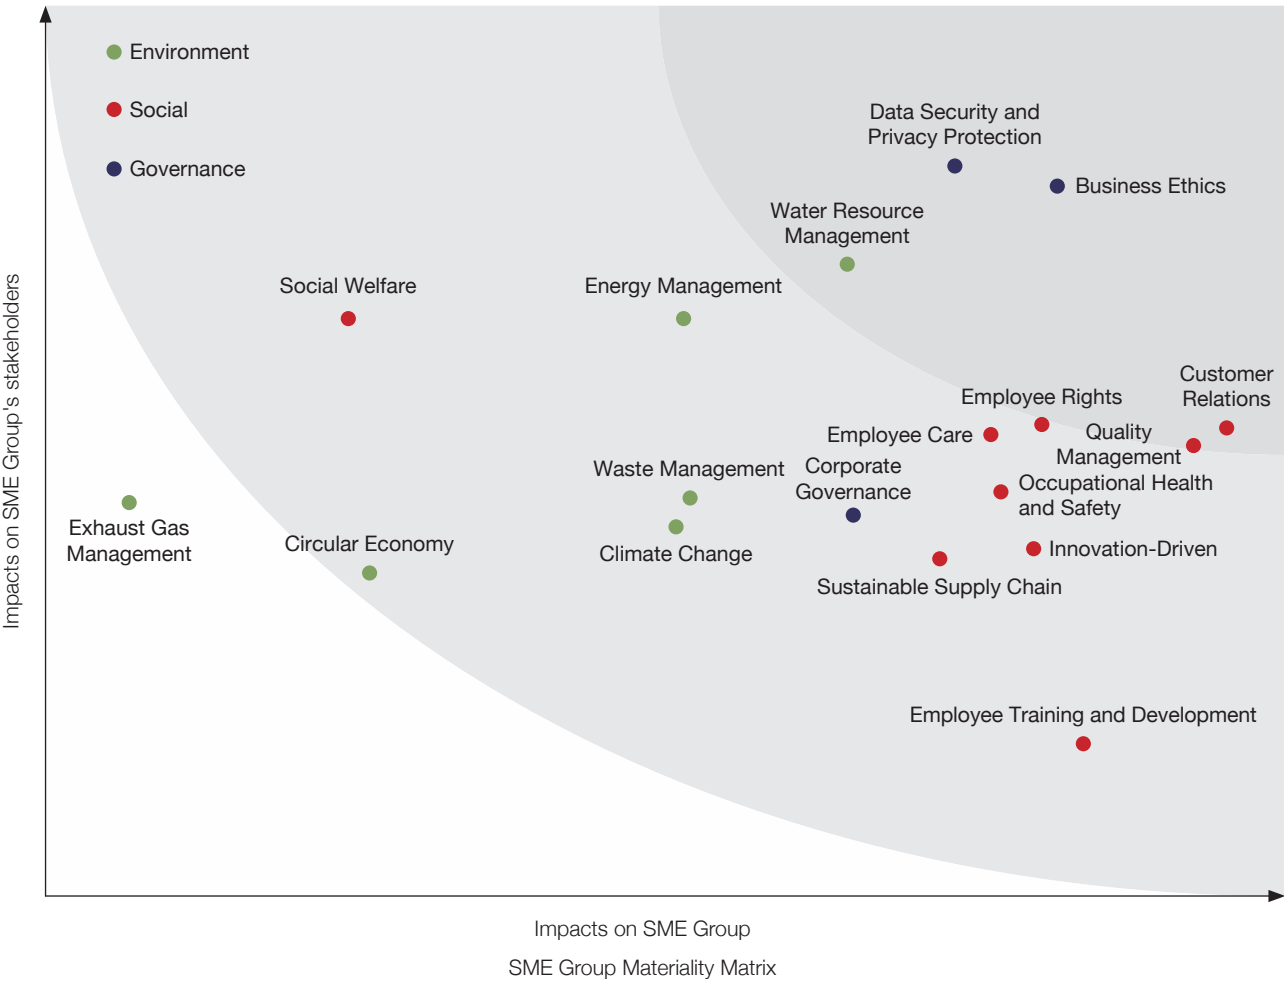 Environment
Social
Governance
Data Security and
Privacy Protection
Business Ethics
Water Resource
Management
Social Welfare
Energy Management
Customer
Relations
Employee Rights
Employee Care
Quality
Management
Waste Management
Corporate
Governance
Occupational Health
and Safety
Exhaust Gas
Management
Circular Economy
Climate Change
Innovation-Driven
Sustainable Supply Chain
Employee Training and Development
Impacts on SME Group's stakeholders
Impacts on SME Group
SME Group Materiality Matrix